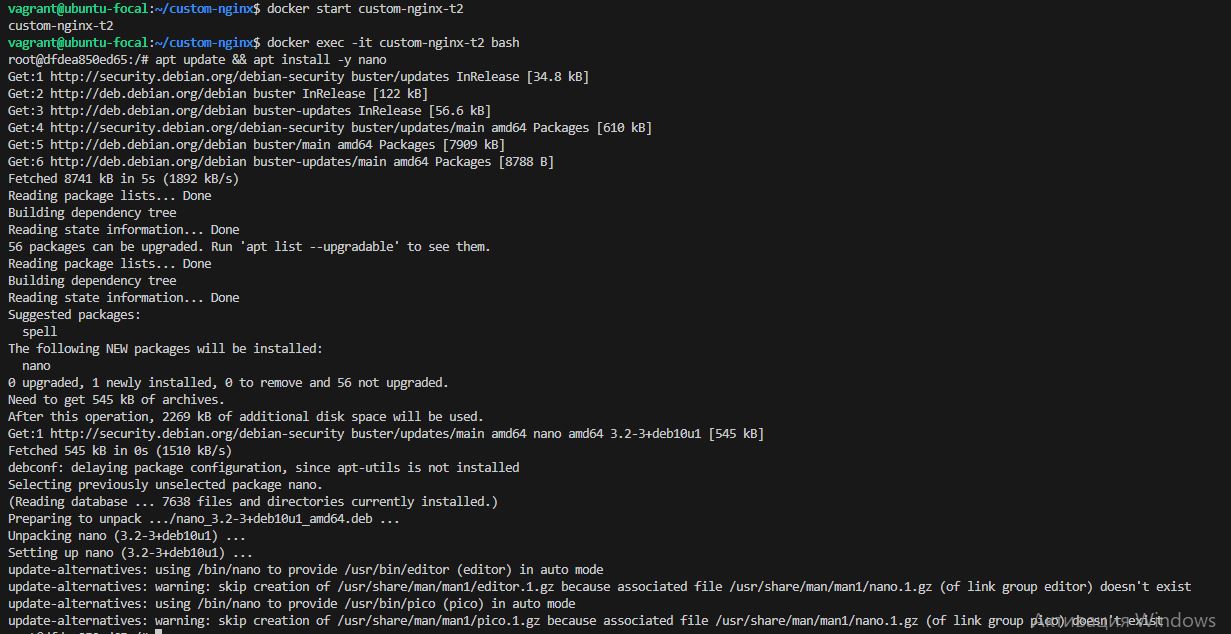 vagrant@ubuntu-focal:~/custom-nginx$ docker start custom-nginx-t2
custom-nginx-t2
vagrant@ubuntu-focal:~/custom-nginx$ docker exec -it custom-nginx-t2 bash
root@dfdea850ed65:/# apt update && apt install -y nano
Get:1 http://security.debian.org/debian-security buster/updates InRelease [34.8 kB]
Get:2 http://deb.debian.org/debian buster InRelease [122 kB]
Get:3 http://deb.debian.org/debian buster-updates InRelease [56.6 kB]
Get:4 http://security.debian.org/debian-security buster/updates/main amd64 Packages [610 kB]
Get:5 http://deb.debian.org/debian buster/main amd64 Packages [7909 kB]
Get:6 http://deb.debian.org/debian buster-updates/main amd64 Packages [8788 B]
Fetched 8741 kB in 5s (1892 kB/s)
Reading package lists... Done
Building dependency tree
Reading state information... Done
56 packages can be upgraded. Run 'apt list --upgradable' to see them.
Reading package lists... Done
Building dependency tree
Reading state information... Done
Suggested packages:
  spell
The following NEW packages will be installed:
  nano
0 upgraded, 1 newly installed, 0 to remove and 56 not upgraded.
Need to get 545 kB of archives.
After this operation, 2269 kB of additional disk space will be used.
Get:1 http://security.debian.org/debian-security buster/updates/main amd64 nano amd64 3.2-3+deb10u1 [545 kB]
Fetched 545 kB in 0s (1510 kB/s)
debconf: delaying package configuration, since apt-utils is not installed
Selecting previously unselected package nano.
(Reading database ... 7638 files and directories currently installed.)
Preparing to unpack .../nano_3.2-3+deb10u1_amd64.deb ...
Unpacking nano (3.2-3+deb10u1) ...
Setting up nano (3.2-3+deb10u1) ...
update-alternatives: using /bin/nano to provide /usr/bin/editor (editor) in auto mode
update-alternatives: warning: skip creation of /usr/share/man/man1/editor.1.gz because associated file /usr/share/man/man1/nano.1.gz (of link group editor) doesn't exist
update-alternatives: using /bin/nano to provide /usr/bin/pico (pico) in auto mode
update-alternatives: warning: skip creation of /usr/share/man/man1/pico.1.gz because associated file /usr/share/man/man1/nano.1.gz (of link group pico) doesn't exist
Активация Windows